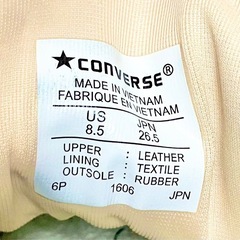 ★CONVERSE®
MADE IN VIETNAM
FABRIQUE EN VIETNAM
US JPN
8.5 26.5
UPPER : LEATHER
LINING : TEXTILE
OUTSOLE : RUBBER
6P 1606 JPN